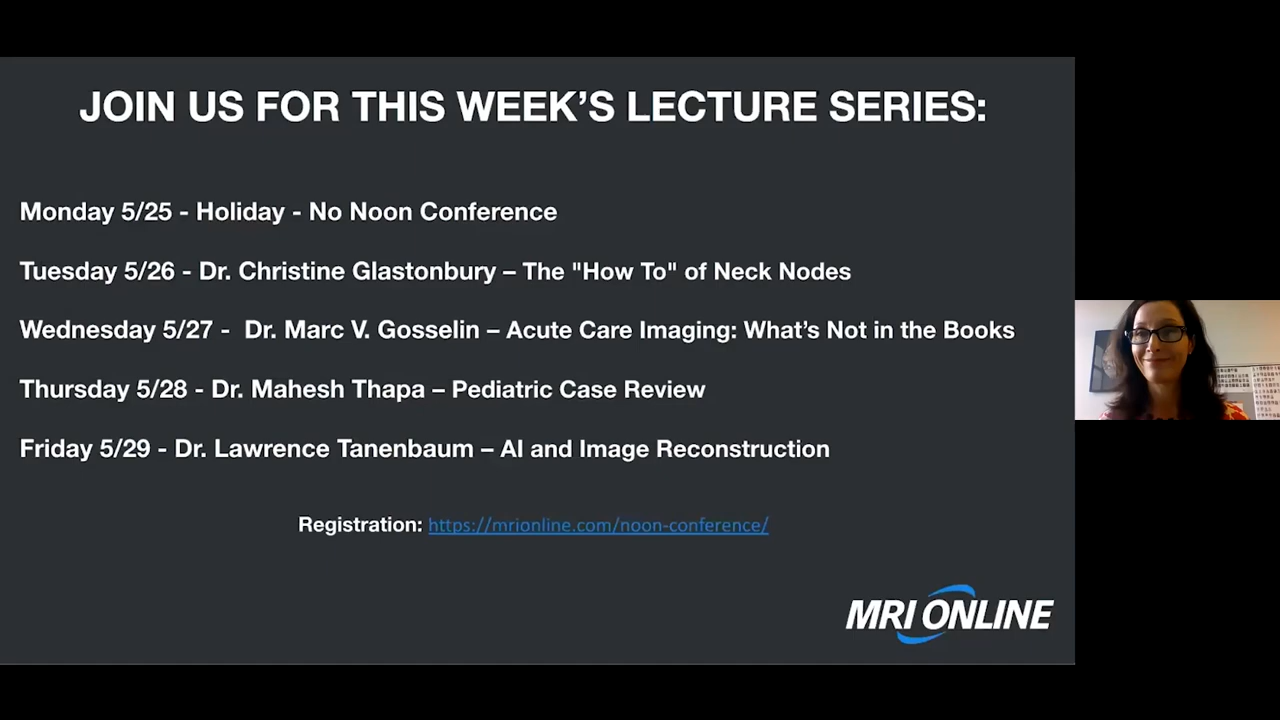 JOIN US FOR THIS WEEK’S LECTURE SERIES:
Monday 5/25 - Holiday - No Noon Conference
Tuesday 5/26 - Dr. Christine Glastonbury – The "How To" of Neck Nodes
Wednesday 5/27 -  Dr. Marc V. Gosselin – Acute Care Imaging: What’s Not in the Books
Thursday 5/28 - Dr. Mahesh Thapa – Pediatric Case Review
Friday 5/29 - Dr. Lawrence Tanenbaum – AI and Image Reconstruction
Registration: https://mrionline.com/noon-conference/
MRI ONLINE